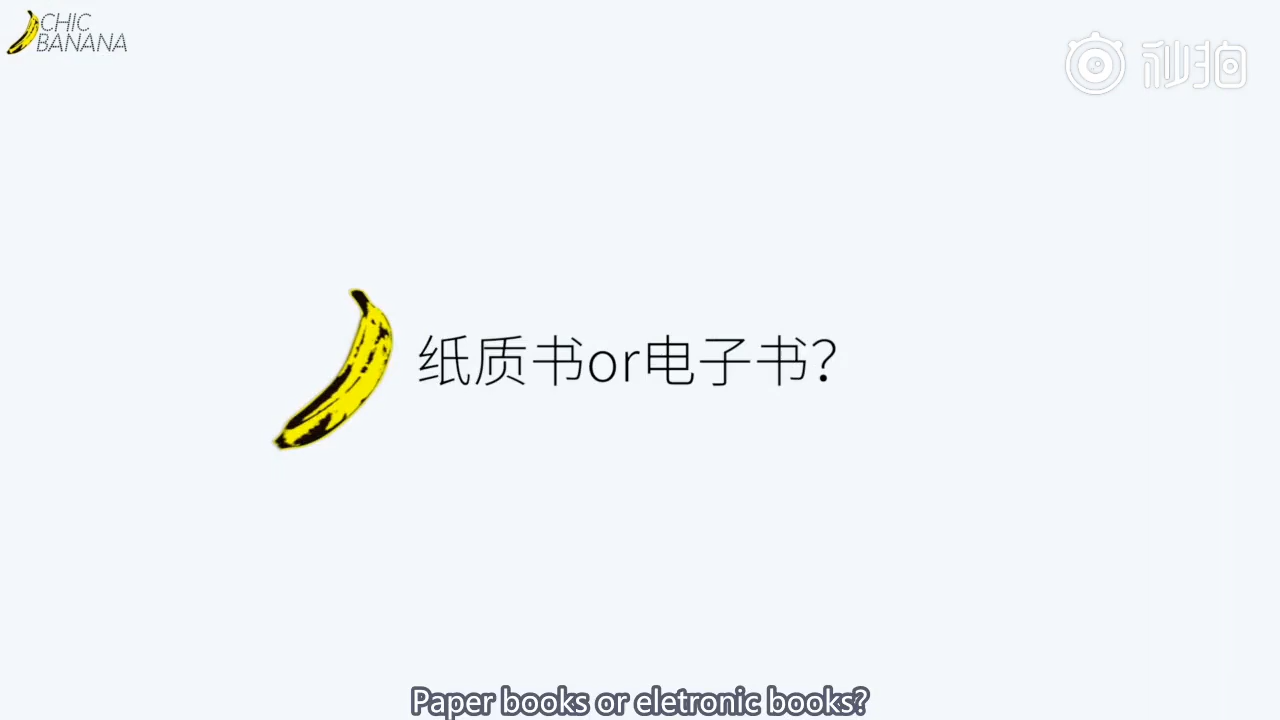 CHIC
BANANA
秒拍
纸质书or电子书？
Paper books or eletronic books?